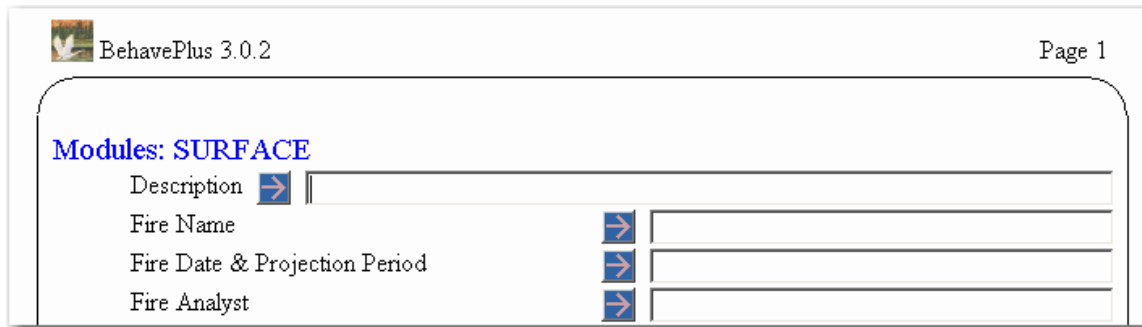 BehavePlus 3.0.2 Page 1
Modules: SURFACE
Description
Fire Name
Fire Date & Projection Period
Fire Analyst